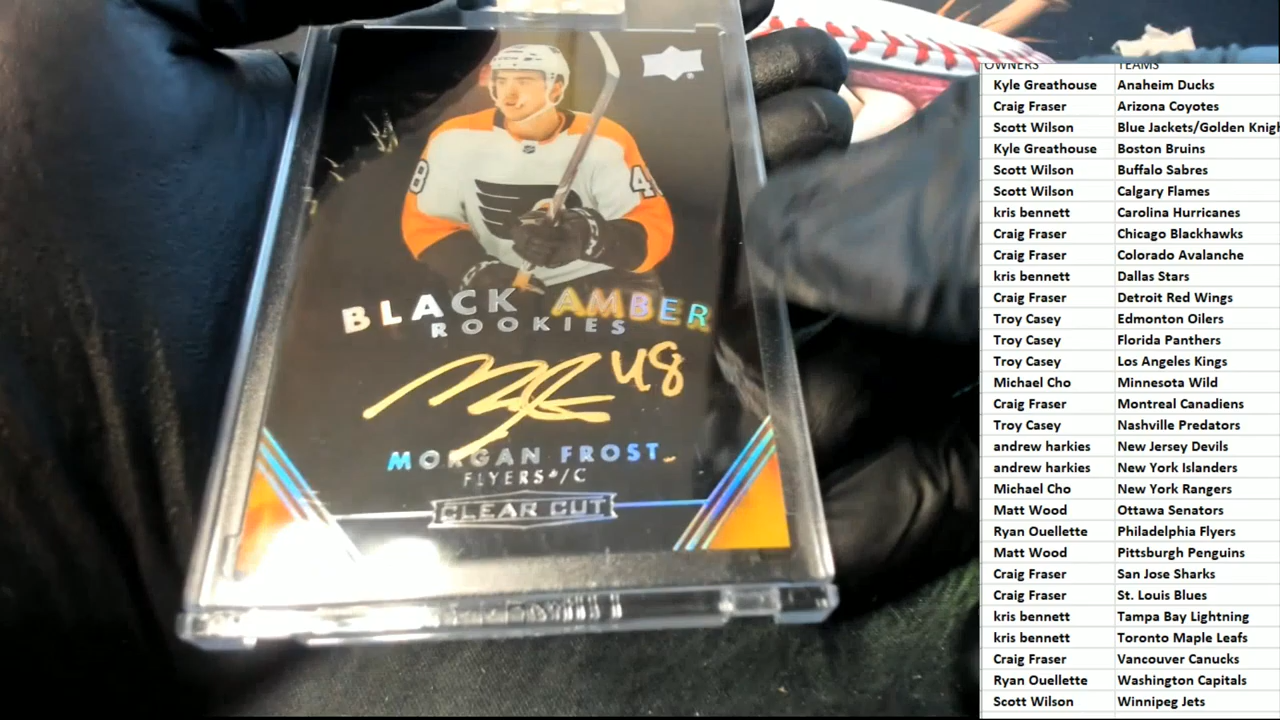 8
4
BLACK AMBER
ROOKIES
48
MORGAN FROST
FLYERS*/C
CLEAR CUT
OWNERS TEAMS
Kyle Greathouse Anaheim Ducks
Craig Fraser Arizona Coyotes
Scott Wilson Blue Jackets/Golden Knigh
Kyle Greathouse Boston Bruins
Scott Wilson Buffalo Sabres
Scott Wilson Calgary Flames
kris bennett Carolina Hurricanes
Craig Fraser Chicago Blackhawks
Craig Fraser Colorado Avalanche
kris bennett Dallas Stars
Craig Fraser Detroit Red Wings
Troy Casey Edmonton Oilers
Troy Casey Florida Panthers
Troy Casey Los Angeles Kings
Michael Cho Minnesota Wild
Craig Fraser Montreal Canadiens
Troy Casey Nashville Predators
andrew harkies New Jersey Devils
andrew harkies New York Islanders
Michael Cho New York Rangers
Matt Wood Ottawa Senators
Ryan Ouellette Philadelphia Flyers
Matt Wood Pittsburgh Penguins
Craig Fraser San Jose Sharks
Craig Fraser St. Louis Blues
kris bennett Tampa Bay Lightning
kris bennett Toronto Maple Leafs
Craig Fraser Vancouver Canucks
Ryan Ouellette Washington Capitals
Scott Wilson Winnipeg Jets